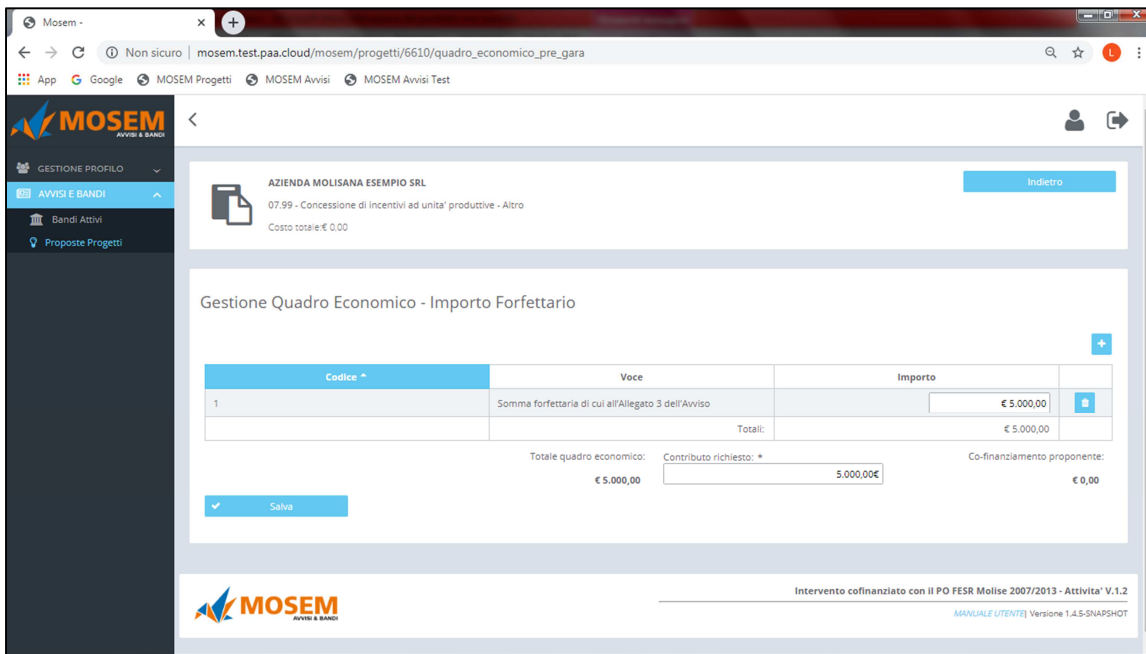 Mosem -
Non sicuro | mosem.test.paa.cloud/mosem/progetti/6610/quadro_economico_pre_gara
L
App Google MOSEM Progetti MOSEM Avvisi MOSEM Avvisi Test
MOSEM
AVVISI & BANDI
GESTIONE PROFILO
AVVISI E BANDI
Bandi Attivi
Proposte Progetti
AZIENDA MOLISANA ESEMPIO SRL
Indietro
07.99 - Concessione di incentivi ad unita' produttive - Altro
Costo totale:€ 0,00
Gestione Quadro Economico - Importo Forfettario
Codice Voce Importo
1 Somma forfettaria di cui all'Allegato 3 dell'Avviso € 5.000,00
Totali: € 5.000,00
Totale quadro economico: Contributo richiesto: * Co-finanziamento proponente:
€ 5.000,00 5.000,00€ € 0,00
Salva
MOSEM
AVVISI & BANDI
Intervento cofinanziato con il PO FESR Molise 2007/2013 - Attivita' V.1.2
MANUALE UTENTE| Versione 1.4.5-SNAPSHOT